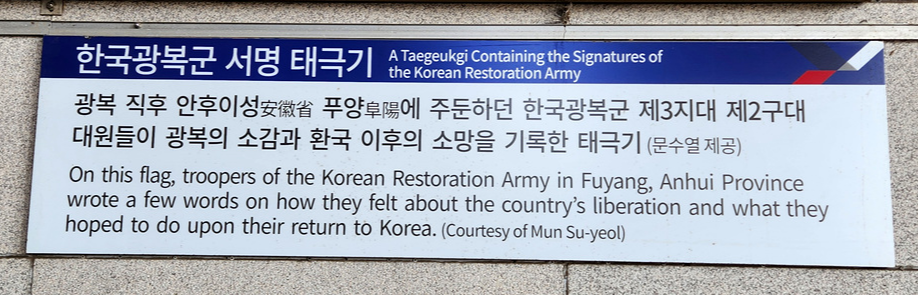 한국광복군 서명 태극기
A Taegeukgi Containing the Signatures of
the Korean Restoration Army
광복 직후 안후이성安徽省 푸양阜陽에 주둔하던 한국광복군 제3지대 제2구대
대원들이 광복의 소감과 환국 이후의 소망을 기록한 태극기 (문수열 제공)
On this flag, troopers of the Korean Restoration Army in Fuyang, Anhui Province
wrote a few words on how they felt about the country's liberation and what they
hoped to do upon their return to Korea. (Courtesy of Mun Su-yeol)